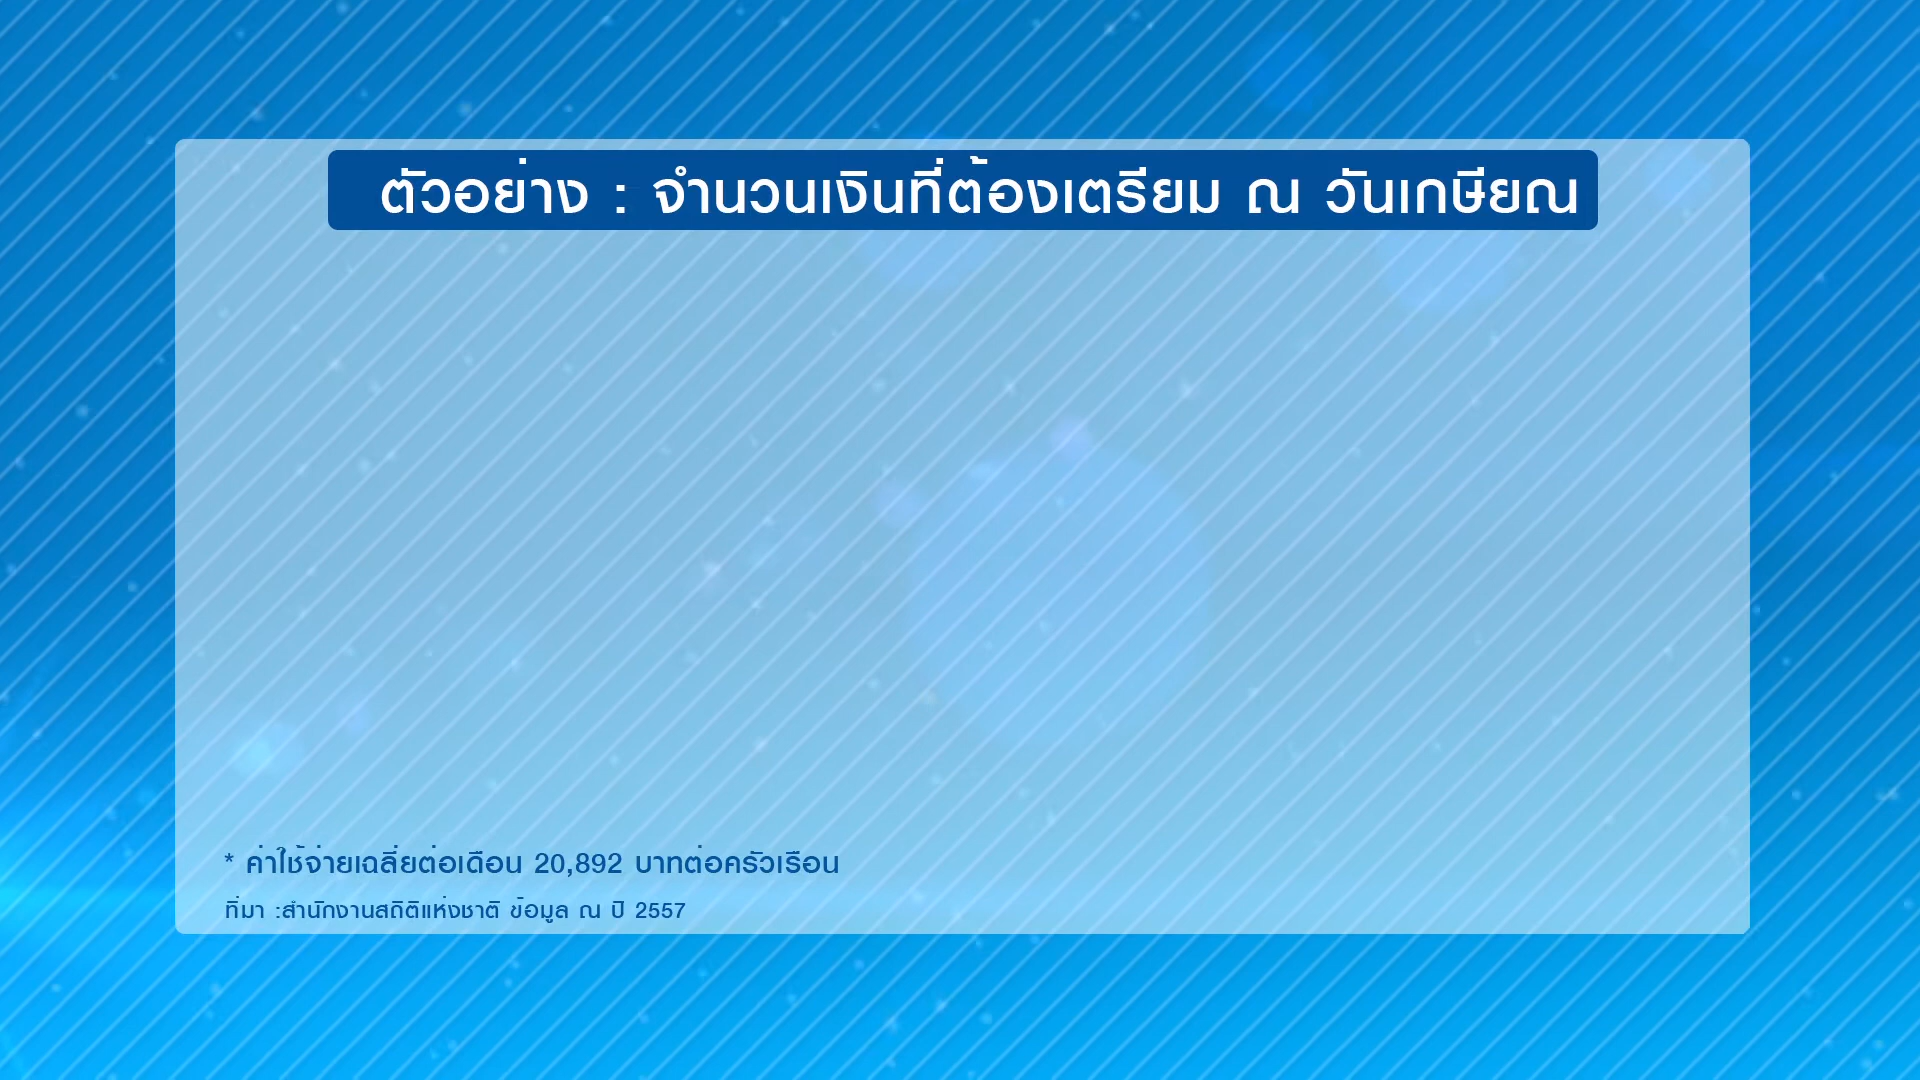 ตัวอย่าง : จำนวนเงินที่ต้องเตรียม ณ วันเกษียณ
* ค่าใช้จ่ายเฉลี่ยต่อเดือน 20,892 บาทต่อครัวเรือน
ที่มา :สำนักงานสถิติแห่งชาติ ข้อมูล ณ ปี 2557